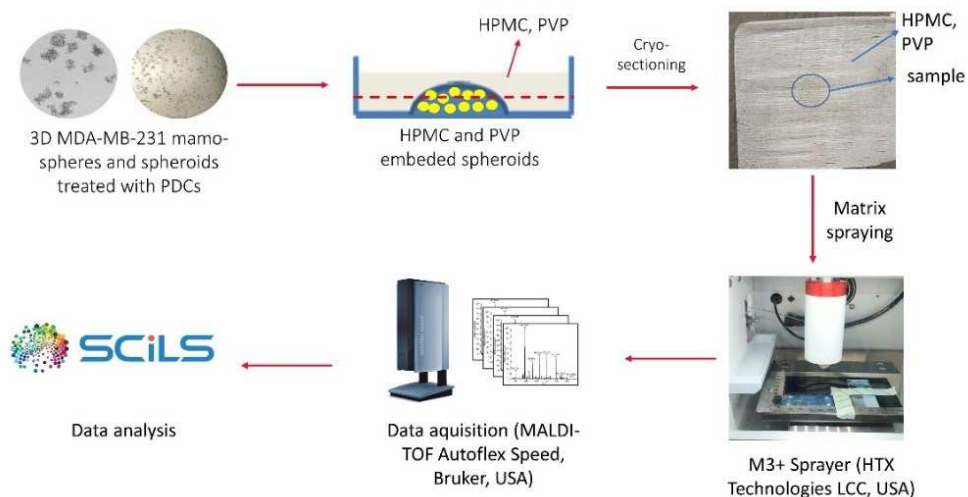 3D MDA-MB-231 mamo-
spheres and spheroids
treated with PDCs
HPMC, PVP
HPMC and PVP
embeded spheroids
Cryo-
sectioning
HPMC,
PVP
sample
Matrix
spraying
M3+ Sprayer (HTX
Technologies LCC, USA)
Data aquisition (MALDI-
TOF Autoflex Speed,
Bruker, USA)
SCiLS
Data analysis